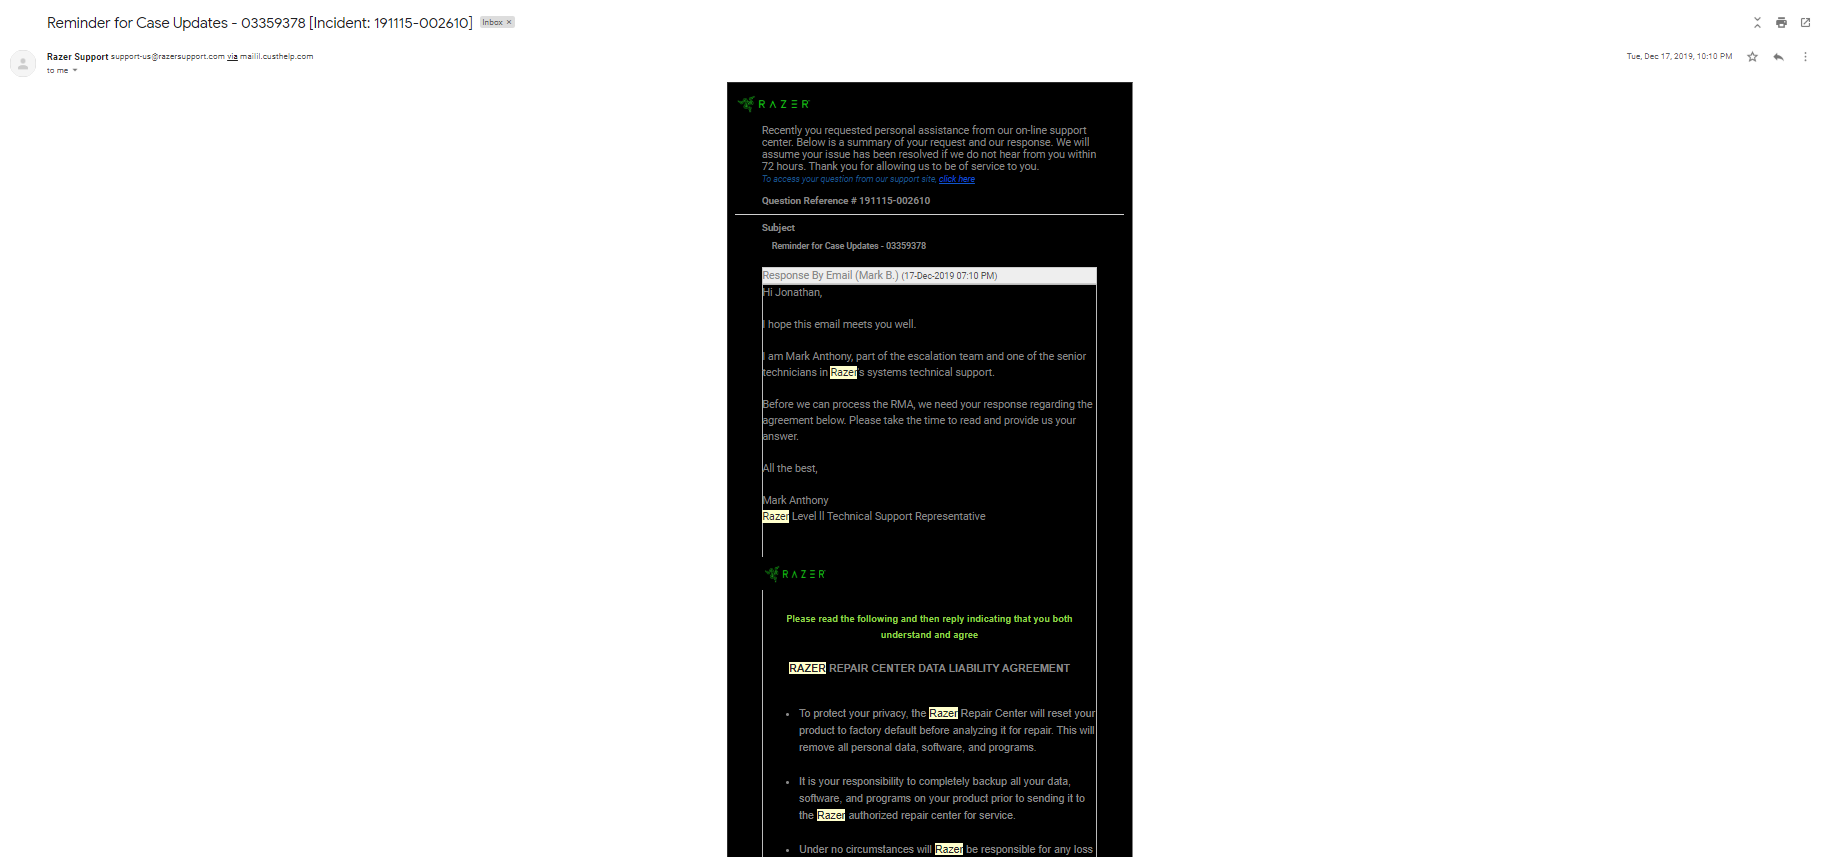 Reminder for Case Updates - 03359378 [Incident: 191115-002610] Inbox ×
Razer Support support-us@razersupport.com via mailil.custhelp.com
Tue, Dec 17, 2019, 10:10 PM
to me
RAZER
Recently you requested personal assistance from our on-line support
center. Below is a summary of your request and our response. We will
assume your issue has been resolved if we do not hear from you within
72 hours. Thank you for allowing us to be of service to you.
To access your question from our support site, click here
Question Reference # 191115-002610
Subject
Reminder for Case Updates - 03359378
Response By Email (Mark B.) (17-Dec-2019 07:10 PM)
Hi Jonathan,
I hope this email meets you well.
I am Mark Anthony, part of the escalation team and one of the senior
technicians in Razer's systems technical support.
Before we can process the RMA, we need your response regarding the
agreement below. Please take the time to read and provide us your
answer.
All the best,
Mark Anthony
Razer Level ll Technical Support Representative
RAZER
Please read the following and then reply indicating that you both
understand and agree
RAZER REPAIR CENTER DATA LIABILITY AGREEMENT
• To protect your privacy, the Razer Repair Center will reset your
product to factory default before analyzing it for repair. This will
remove all personal data, software, and programs.
• It is your responsibility to completely backup all your data,
software, and programs on your product prior to sending it to
the Razer authorized repair center for service.
• Under no circumstances will Razer be responsible for any loss